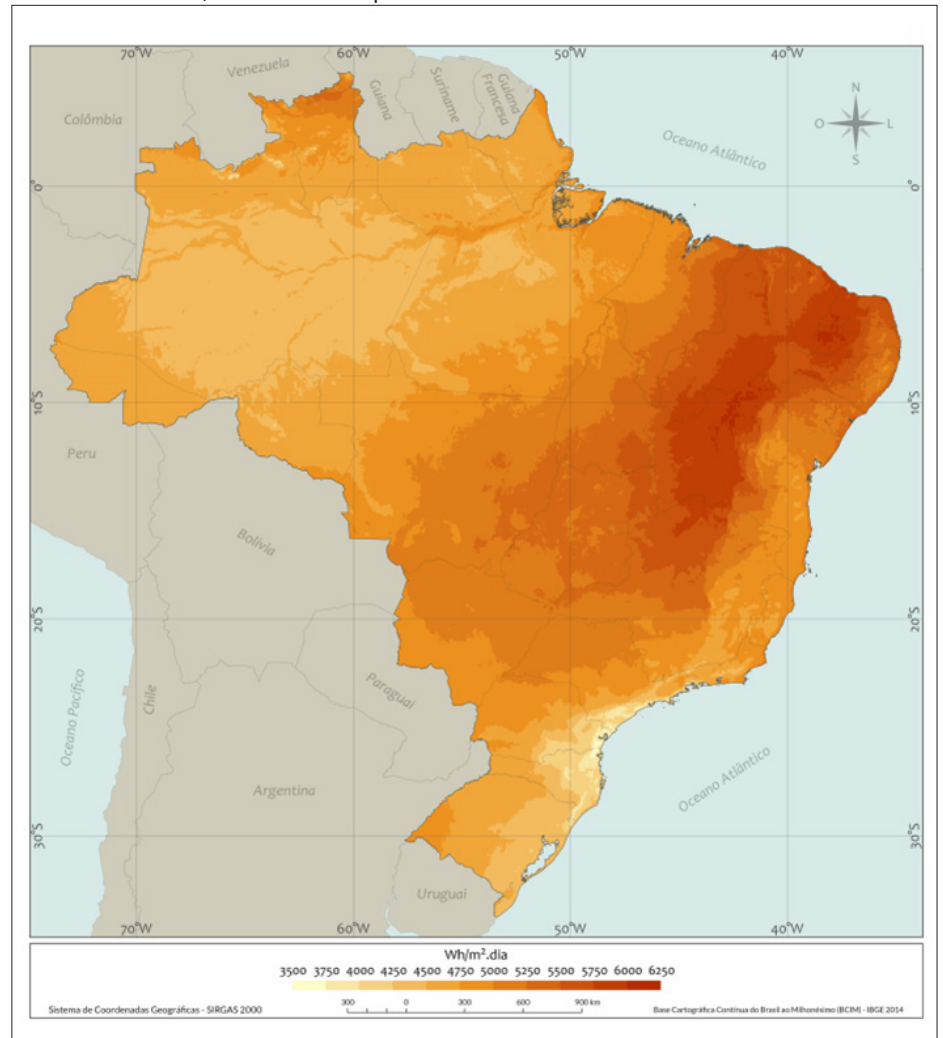 70°W 60°W 50°W 40°W
Venezuela
Guiana
Suriname
Guiana
Francesa
Colômbia
N
O L
S
Oceano Atlântico
0 0
10°S 10°S
Peru
Bolívia
20°S 20°S
Oceano Pacífico
Chile
Paraguai
Argentina
Oceano Atlântico
30°S 30°S
Uruguai
70°W 60°W 50°W 40°W
Wh/m².dia
3500 3750 4000 4250 4500 4750 5000 5250 5500 5750 6000 6250
300 0 300 600 900 km
Sistema de Coordenadas Geográficas - SIRGAS 2000
Base Cartográfica Contínua do Brasil ao Milhonésimo (BCIM) - IBGE 2014